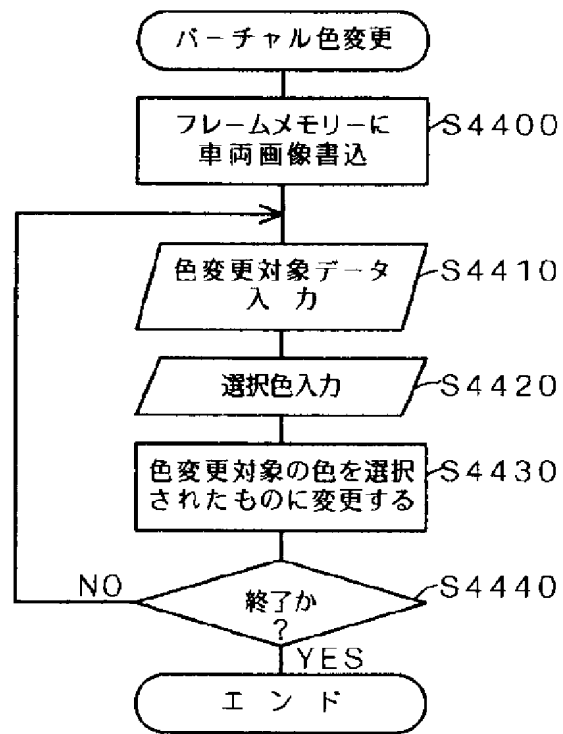 バーチャル色変更
フレームメモリーに
車両画像書込
S4400
色変更対象データ
入 力
S4410
選択色入力
S4420
色変更対象の色を選択
されたものに変更する
S4430
終了か
?
S4440
NO
YES
エ ン ド